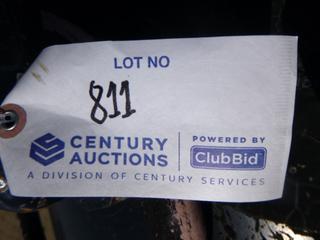 LOT NO
811
CENTURY
AUCTIONS
POWERED BY
ClubBid
A DIVISION OF CENTURY SERVICES